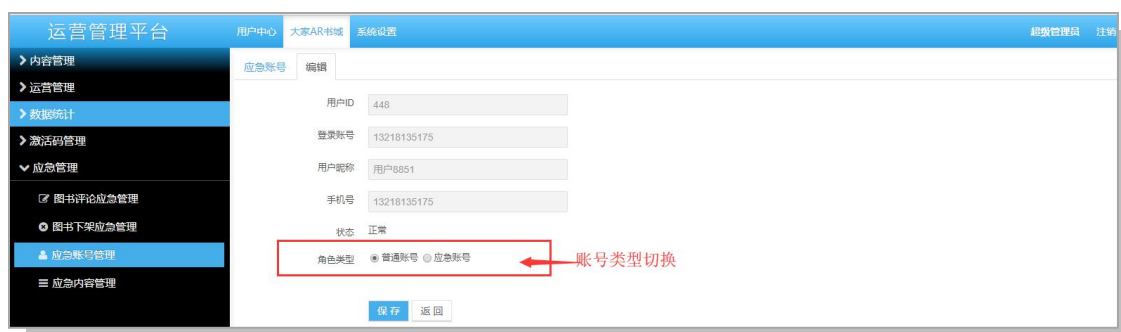 运营管理平台
用户中心 大家AR书城 系统设置 超级管理员 注销
内容管理
运营管理
数据统计
激活码管理
应急管理
图书评论应急管理
图书下架应急管理
应急账号管理
应急内容管理
应急账号 编辑
用户ID 448
登录账号 13218135175
用户昵称 用户8851
手机号 13218135175
状态 正常
角色类型 普通账号 应急账号
账号类型切换
保存 返回